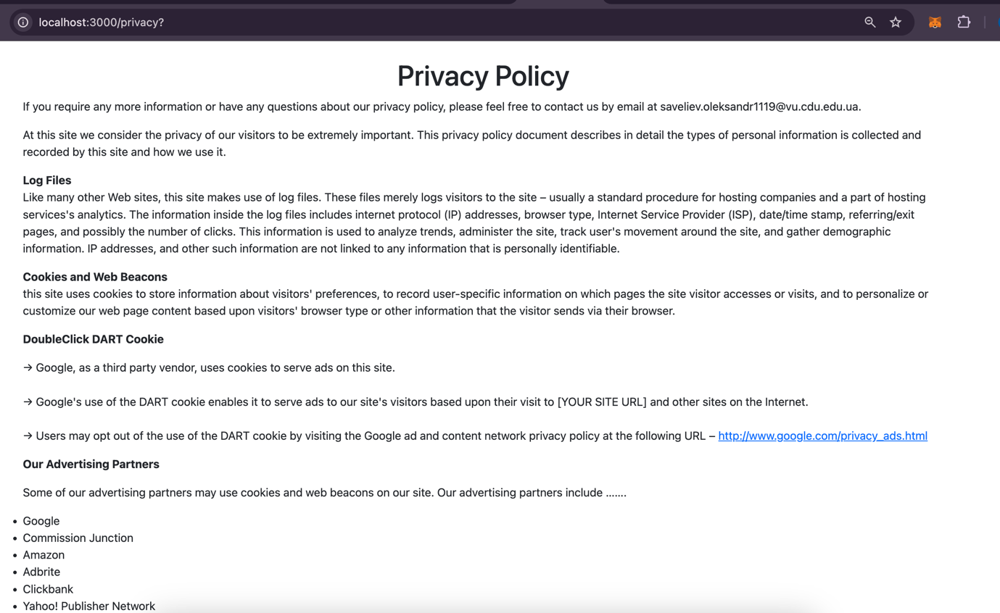 localhost:3000/privacy?
Privacy Policy
If you require any more information or have any questions about our privacy policy, please feel free to contact us by email at saveliev.oleksandr1119@vu.cdu.edu.ua.
At this site we consider the privacy of our visitors to be extremely important. This privacy policy document describes in detail the types of personal information is collected and
recorded by this site and how we use it.
Log Files
Like many other Web sites, this site makes use of log files. These files merely logs visitors to the site – usually a standard procedure for hosting companies and a part of hosting
services's analytics. The information inside the log files includes internet protocol (IP) addresses, browser type, Internet Service Provider (ISP), date/time stamp, referring/exit
pages, and possibly the number of clicks. This information is used to analyze trends, administer the site, track user's movement around the site, and gather demographic
information. IP addresses, and other such information are not linked to any information that is personally identifiable.
Cookies and Web Beacons
this site uses cookies to store information about visitors' preferences, to record user-specific information on which pages the site visitor accesses or visits, and to personalize or
customize our web page content based upon visitors' browser type or other information that the visitor sends via their browser.
DoubleClick DART Cookie
→ Google, as a third party vendor, uses cookies to serve ads on this site.
→ Google's use of the DART cookie enables it to serve ads to our site's visitors based upon their visit to [YOUR SITE URL] and other sites on the Internet.
→ Users may opt out of the use of the DART cookie by visiting the Google ad and content network privacy policy at the following URL – http://www.google.com/privacy_ads.html
Our Advertising Partners
Some of our advertising partners may use cookies and web beacons on our site. Our advertising partners include .......
• Google
• Commission Junction
• Amazon
• Adbrite
• Clickbank
• Yahoo! Publisher Network